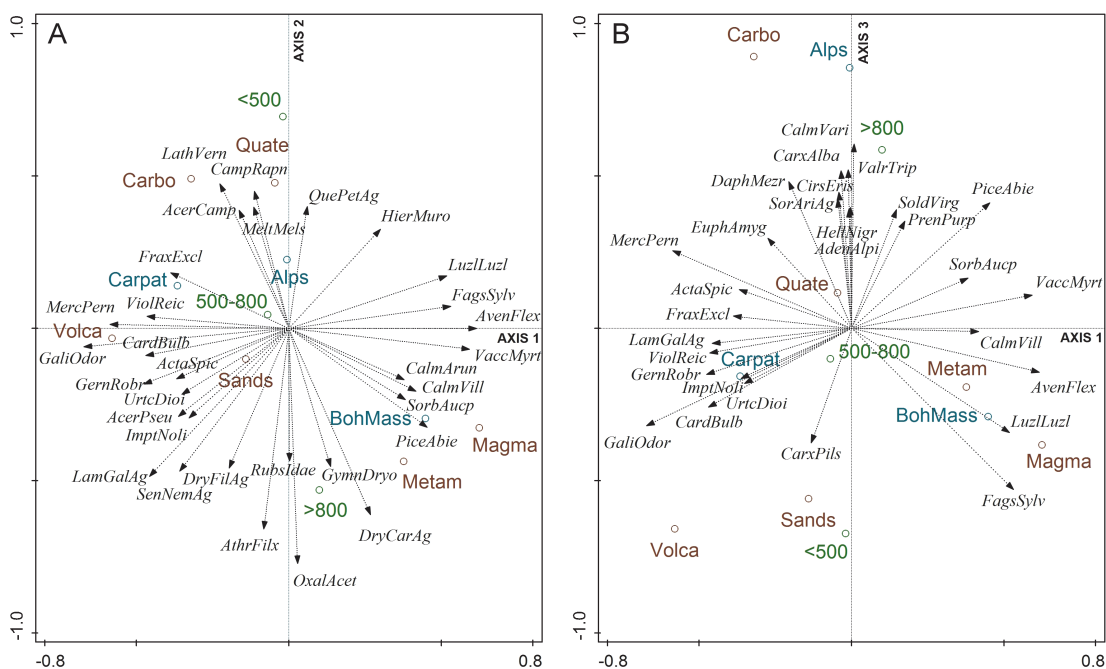 A
1.0
AXIS 2
<500
Quate
LathVern
CampRapn
Carbo
QuePetAg
AcerCamp
HierMuro
MeltMels
FraxExcl
LuzlLuzl
Carpat
Alps
500-800
FagsSylv
MercPern
ViolReic
AvenFlex
Volca
AXIS 1
CardBulb
VaccMyrt
GaliOdor
ActaSpic
CalmArun
GernRobr
Sands
CalmVill
UrtcDioi
SorbAucp
AcerPseu
BohMass
ImptNoli
PiceAbie
Magma
LamGalAg
DryFilAg
RubsIdae
GymnDryo
Metam
SenNemAg
>800
AthrFilx
DryCarAg
OxalAcet
-1.0
-0.8
0.8
B
1.0
AXIS 3
Carbo
Alps
CalmVari
>800
CarxAlba
ValrTrip
DaphMezr
CirsEris
PiceAbie
SorAriAg
SoldVirg
PrenPurp
EuphAmyg
HeltNigr
MercPern
AdenAlpi
SorbAucp
ActaSpic
Quate
VaccMyrt
FraxExcl
AXIS 1
LamGalAg
CalmVill
ViolReic
Carpat
500-800
GernRobr
Metam
ImptNoli
AvenFlex
UrtcDioi
BohMass
CardBulb
LuzlLuzl
GaliOdor
CarxPils
Magma
FagsSylv
Sands
Volca
<500
-1.0
-0.8
0.8